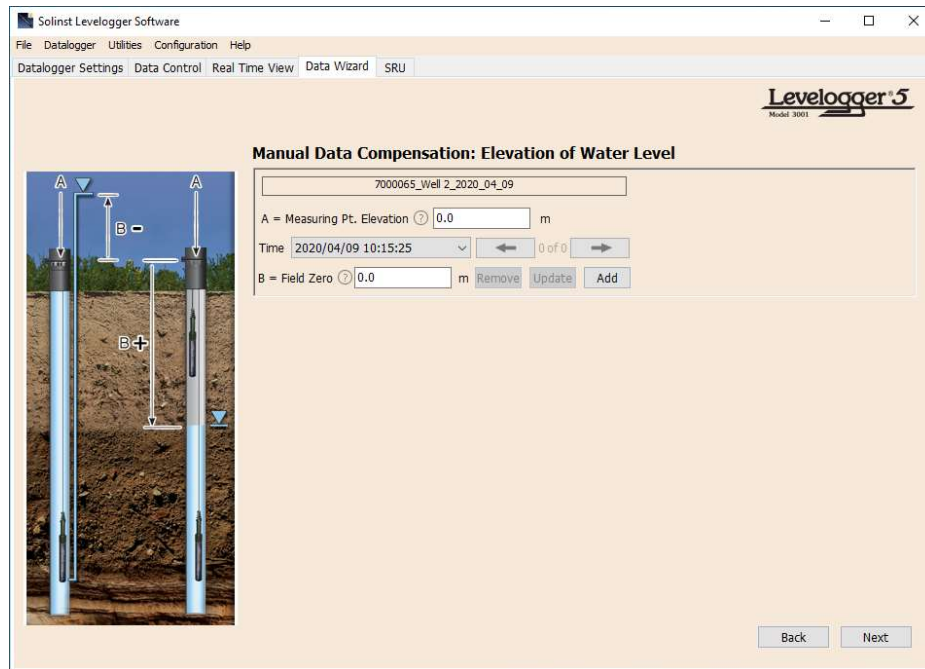 Solinst Levelogger Software
File Datalogger Utilities Configuration Help
Datalogger Settings Data Control Real Time View Data Wizard SRU
Levelogger®5
Model 3001
Manual Data Compensation: Elevation of Water Level
7000065_Well 2_2020_04_09
A = Measuring Pt. Elevation ? 0.0 m
Time 2020/04/09 10:15:25 0 of 0
B = Field Zero ? 0.0 m Remove Update Add
A A
B -
B +
Back Next